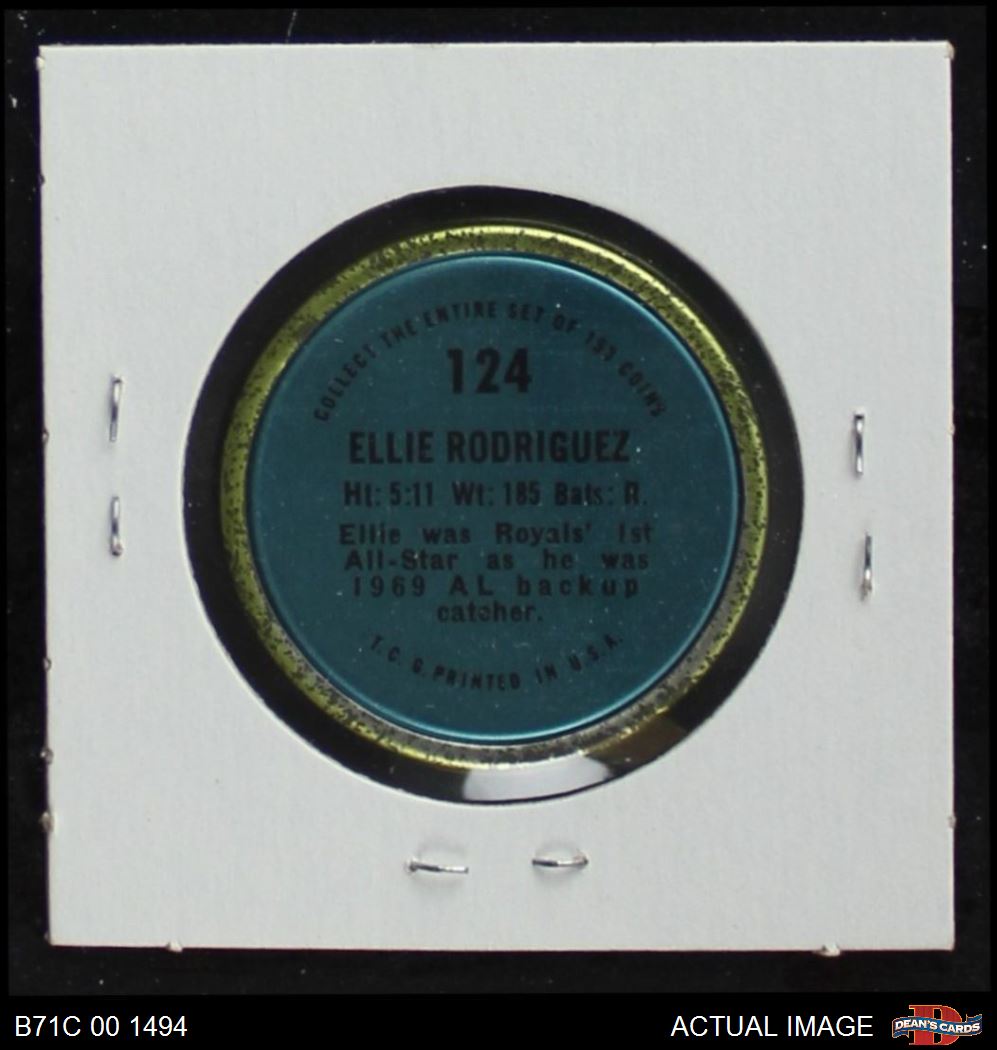 COLLECT THE ENTIRE SET OF 153 COINS
124
ELLIE RODRIGUEZ
Ht: 5:11 Wt: 185 Bats: R.
Ellie was Royals' 1st
All-Star as he was
1969 AL backup
catcher.
T. C. G. PRINTED IN U.S.A.
B71C 00 1494
ACTUAL IMAGE
D
DEAN'S CARDS